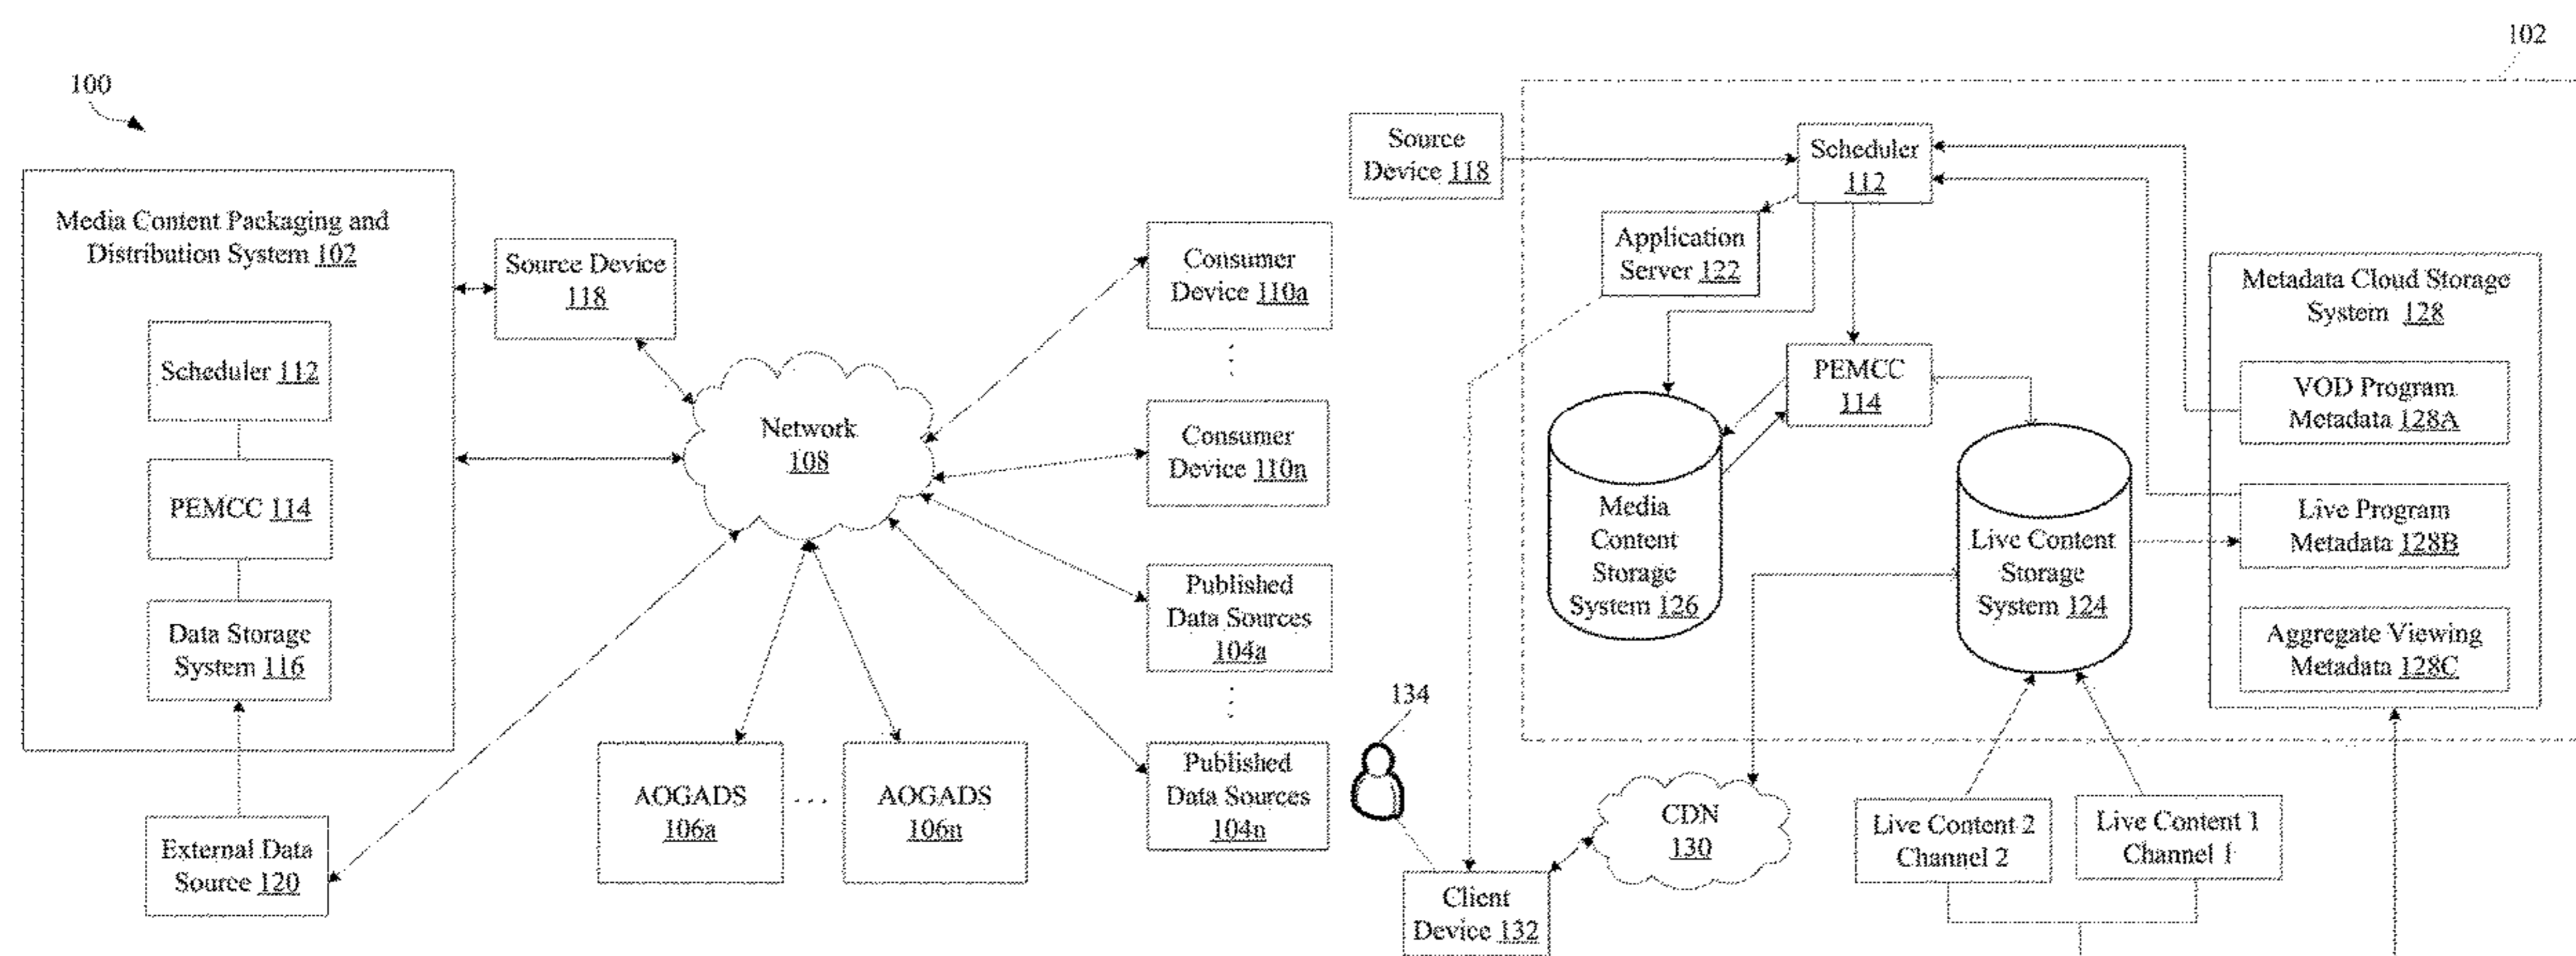 100
Media Content Packaging and
Distribution System 102
Scheduler 112
PEMCC 114
Data Storage
System 116
External Data
Source 120
Source Device
118
Network
108
AOGADS
106a
...
AOGADS
106n
Consumer
Device 110a
Consumer
Device 110n
Published
Data Sources
104a
Published
Data Sources
104n
102
Source
Device 118
Scheduler
112
Application
Server 122
PEMCC
114
Media
Content
Storage
System 126
Live Content
Storage
System 124
Metadata Cloud Storage
System 128
VOD Program
Metadata 128A
Live Program
Metadata 128B
Aggregate Viewing
Metadata 128C
134
Client
Device 132
CDN
130
Live Content 2
Channel 2
Live Content 1
Channel 1